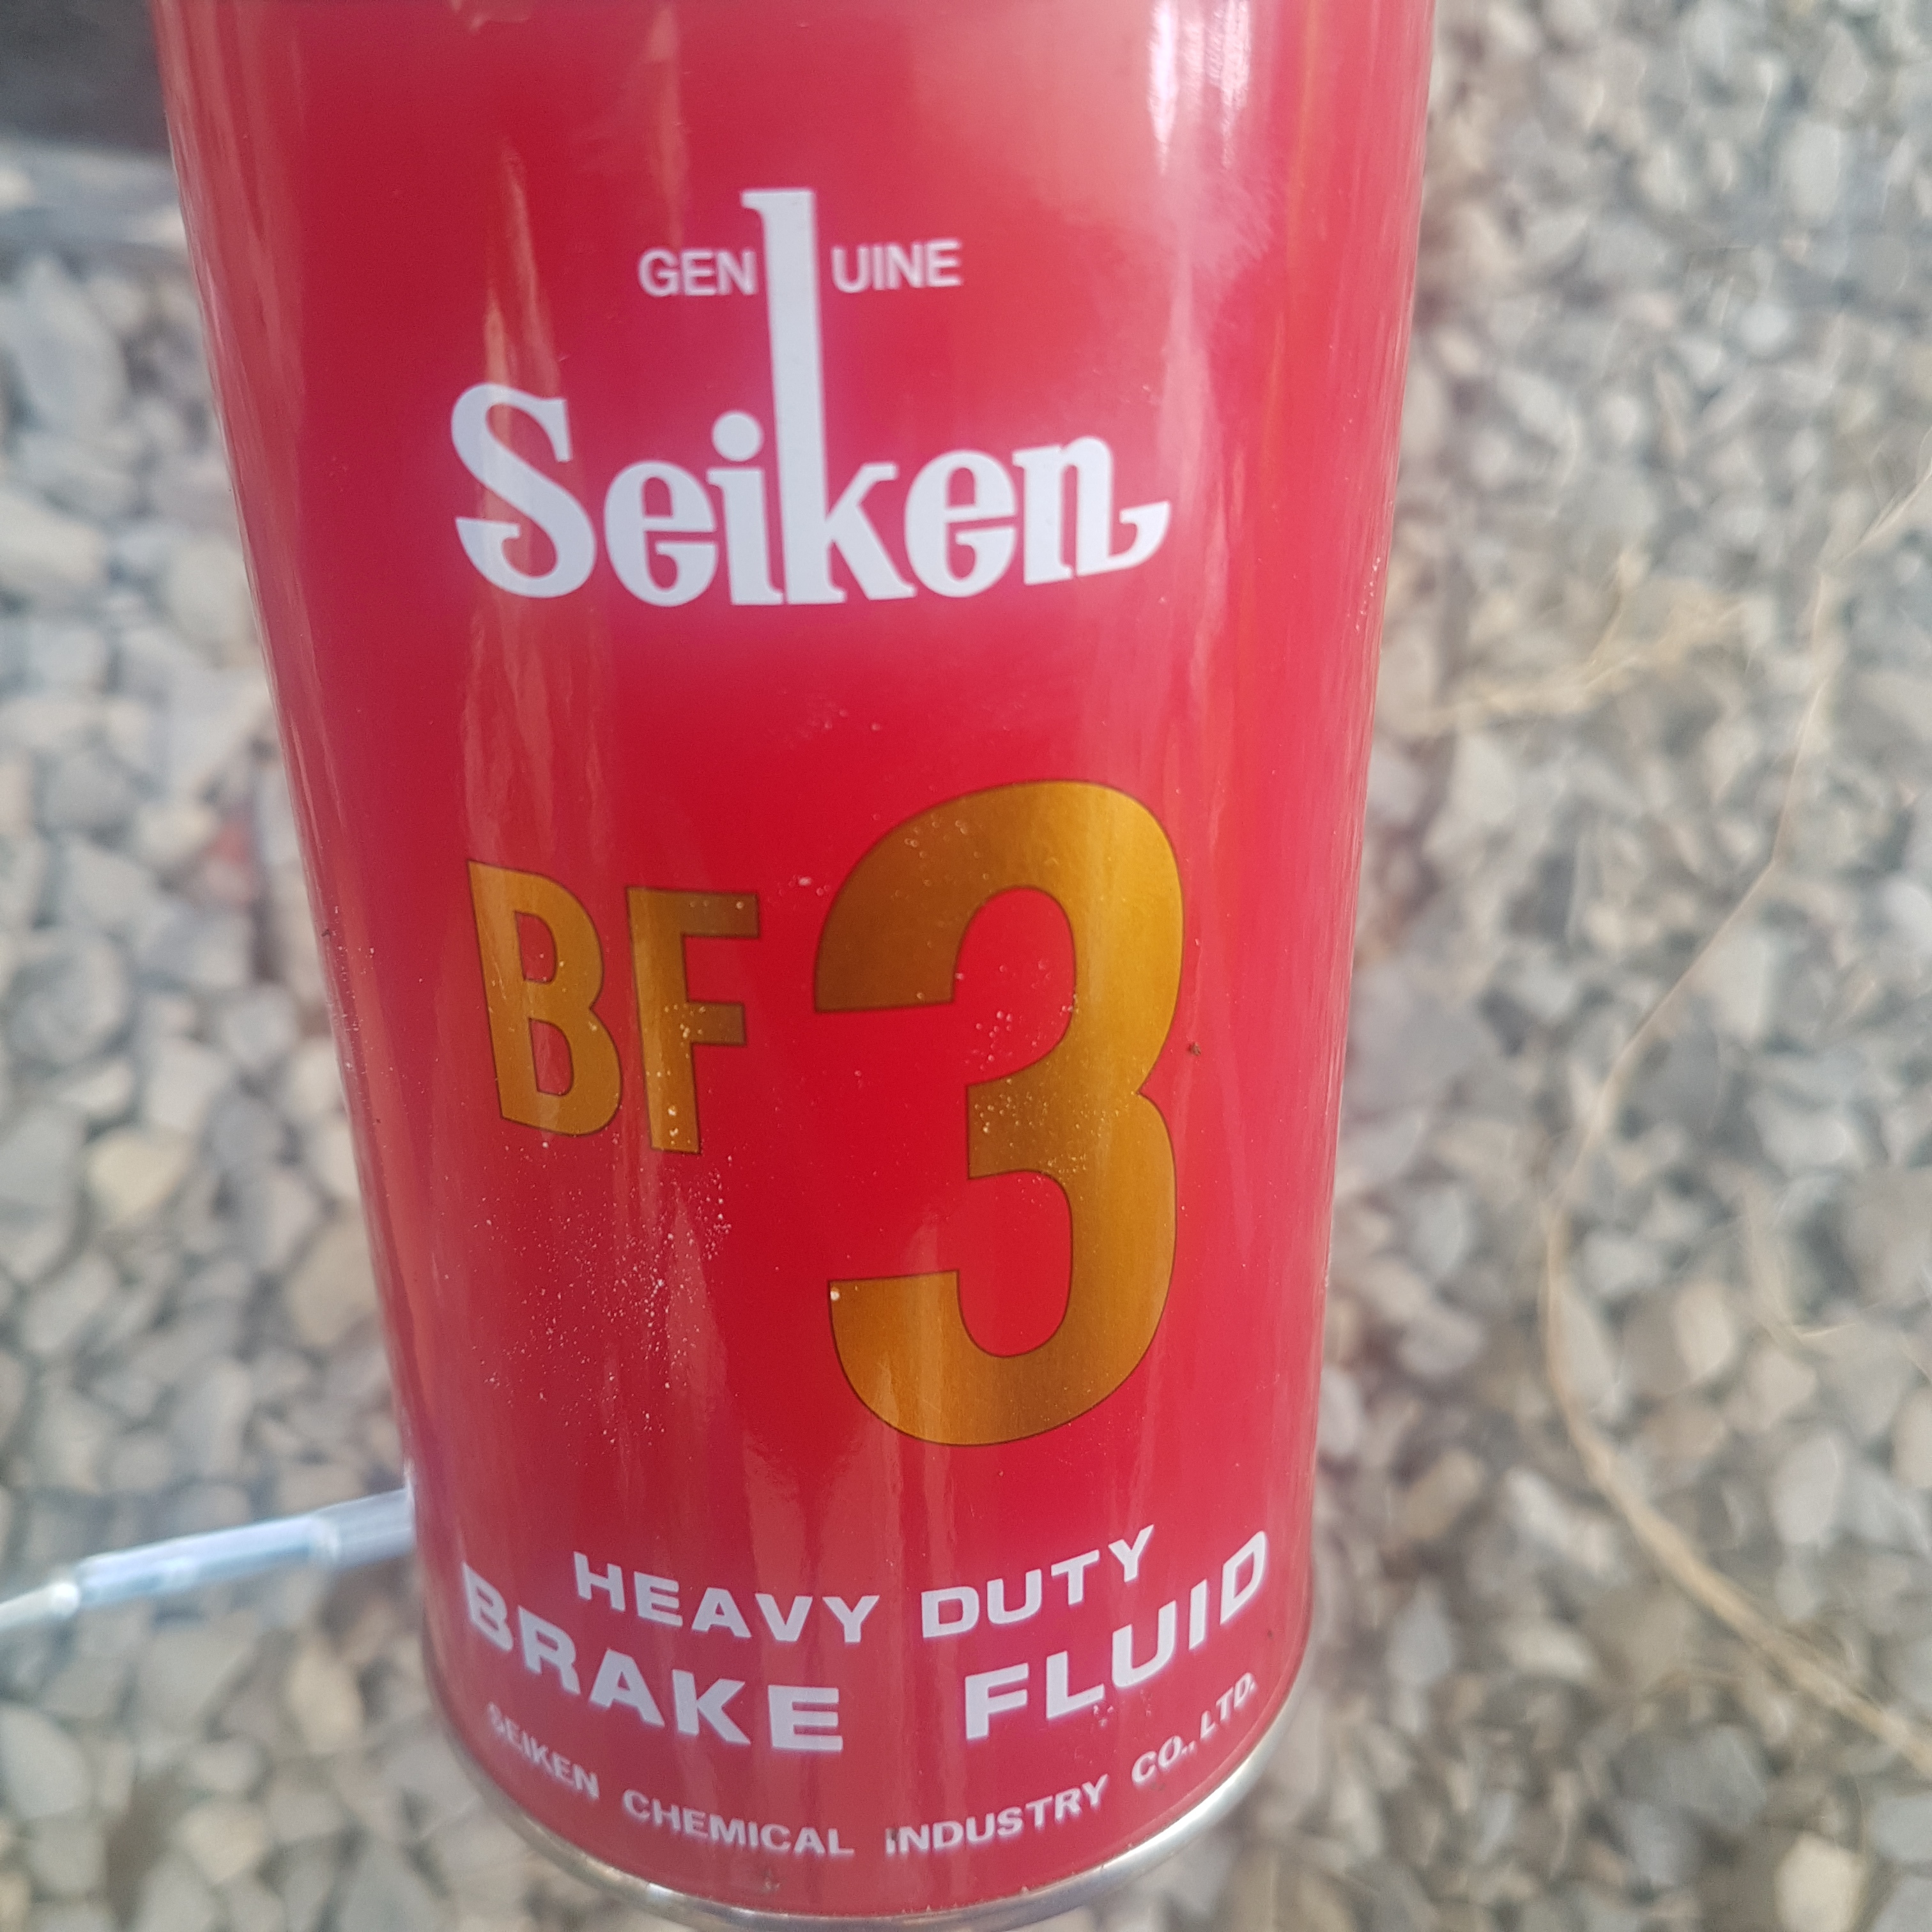 GENUINE
Seiken
BF3
HEAVY DUTY
BRAKE FLUID
SEIKEN CHEMICAL INDUSTRY CO., LTD.